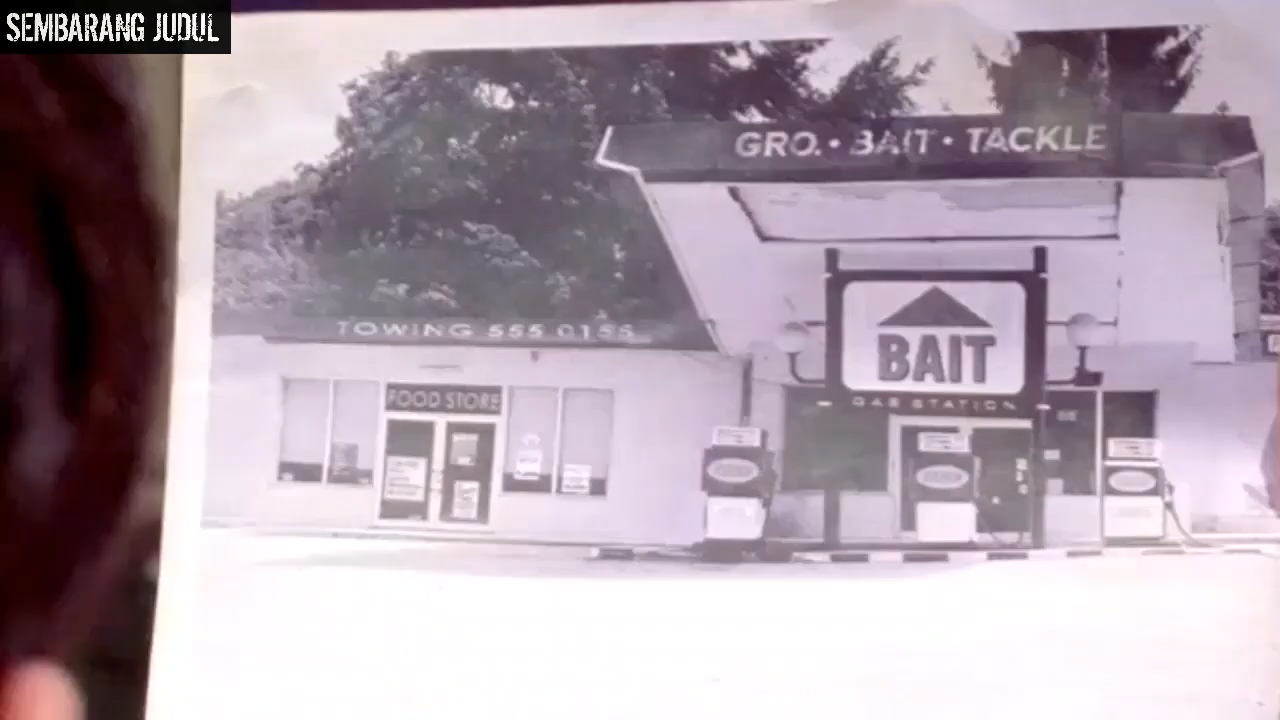 SEMBARANG JUDUL
GRO. • BAIT • TACKLE
TOWING 555 0155
FOOD STORE
BAIT
GAS STATION